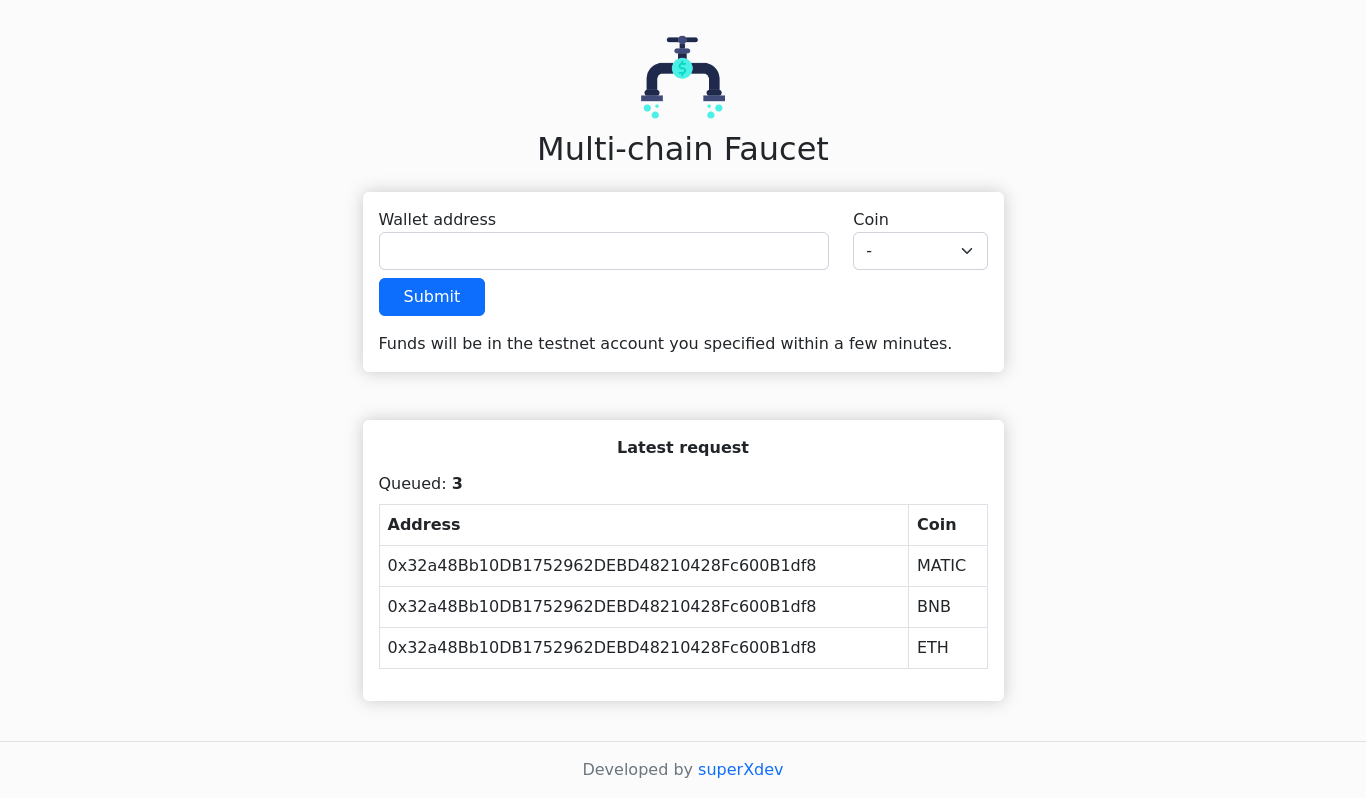 $
Multi-chain Faucet
Wallet address
Coin
-
Submit
Funds will be in the testnet account you specified within a few minutes.
Latest request
Queued: 3
Address Coin
0x32a48Bb10DB1752962DEBD48210428Fc600B1df8 MATIC
0x32a48Bb10DB1752962DEBD48210428Fc600B1df8 BNB
0x32a48Bb10DB1752962DEBD48210428Fc600B1df8 ETH
Developed by superXdev